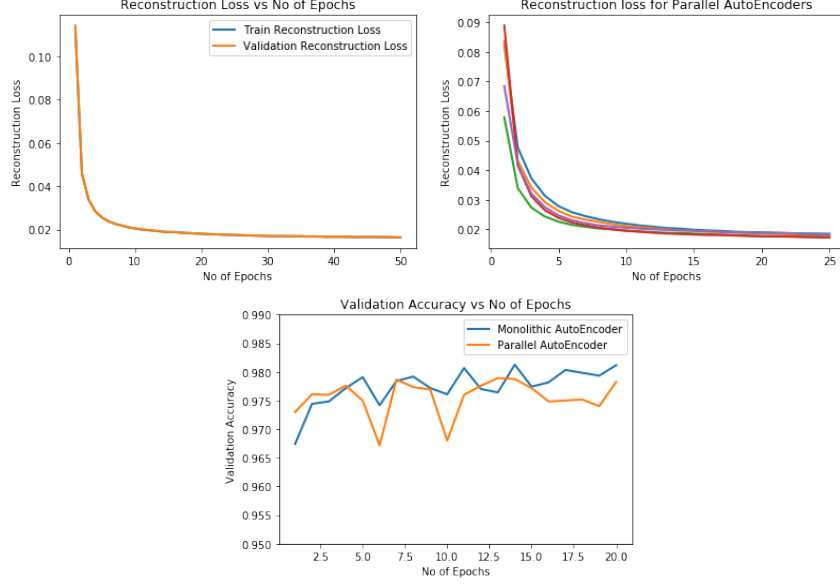 Reconstruction Loss vs No of Epochs
Train Reconstruction Loss
Validation Reconstruction Loss
Reconstruction Loss
0.10
0.08
0.06
0.04
0.02
0 10 20 30 40 50
No of Epochs
Reconstruction loss for Parallel AutoEncoders
Reconstruction Loss
0.09
0.08
0.07
0.06
0.05
0.04
0.03
0.02
0 5 10 15 20 25
No of Epochs
Validation Accuracy vs No of Epochs
Monolithic AutoEncoder
Parallel AutoEncoder
Validation Accuracy
0.990
0.985
0.980
0.975
0.970
0.965
0.960
0.955
0.950
2.5 5.0 7.5 10.0 12.5 15.0 17.5 20.0
No of Epochs